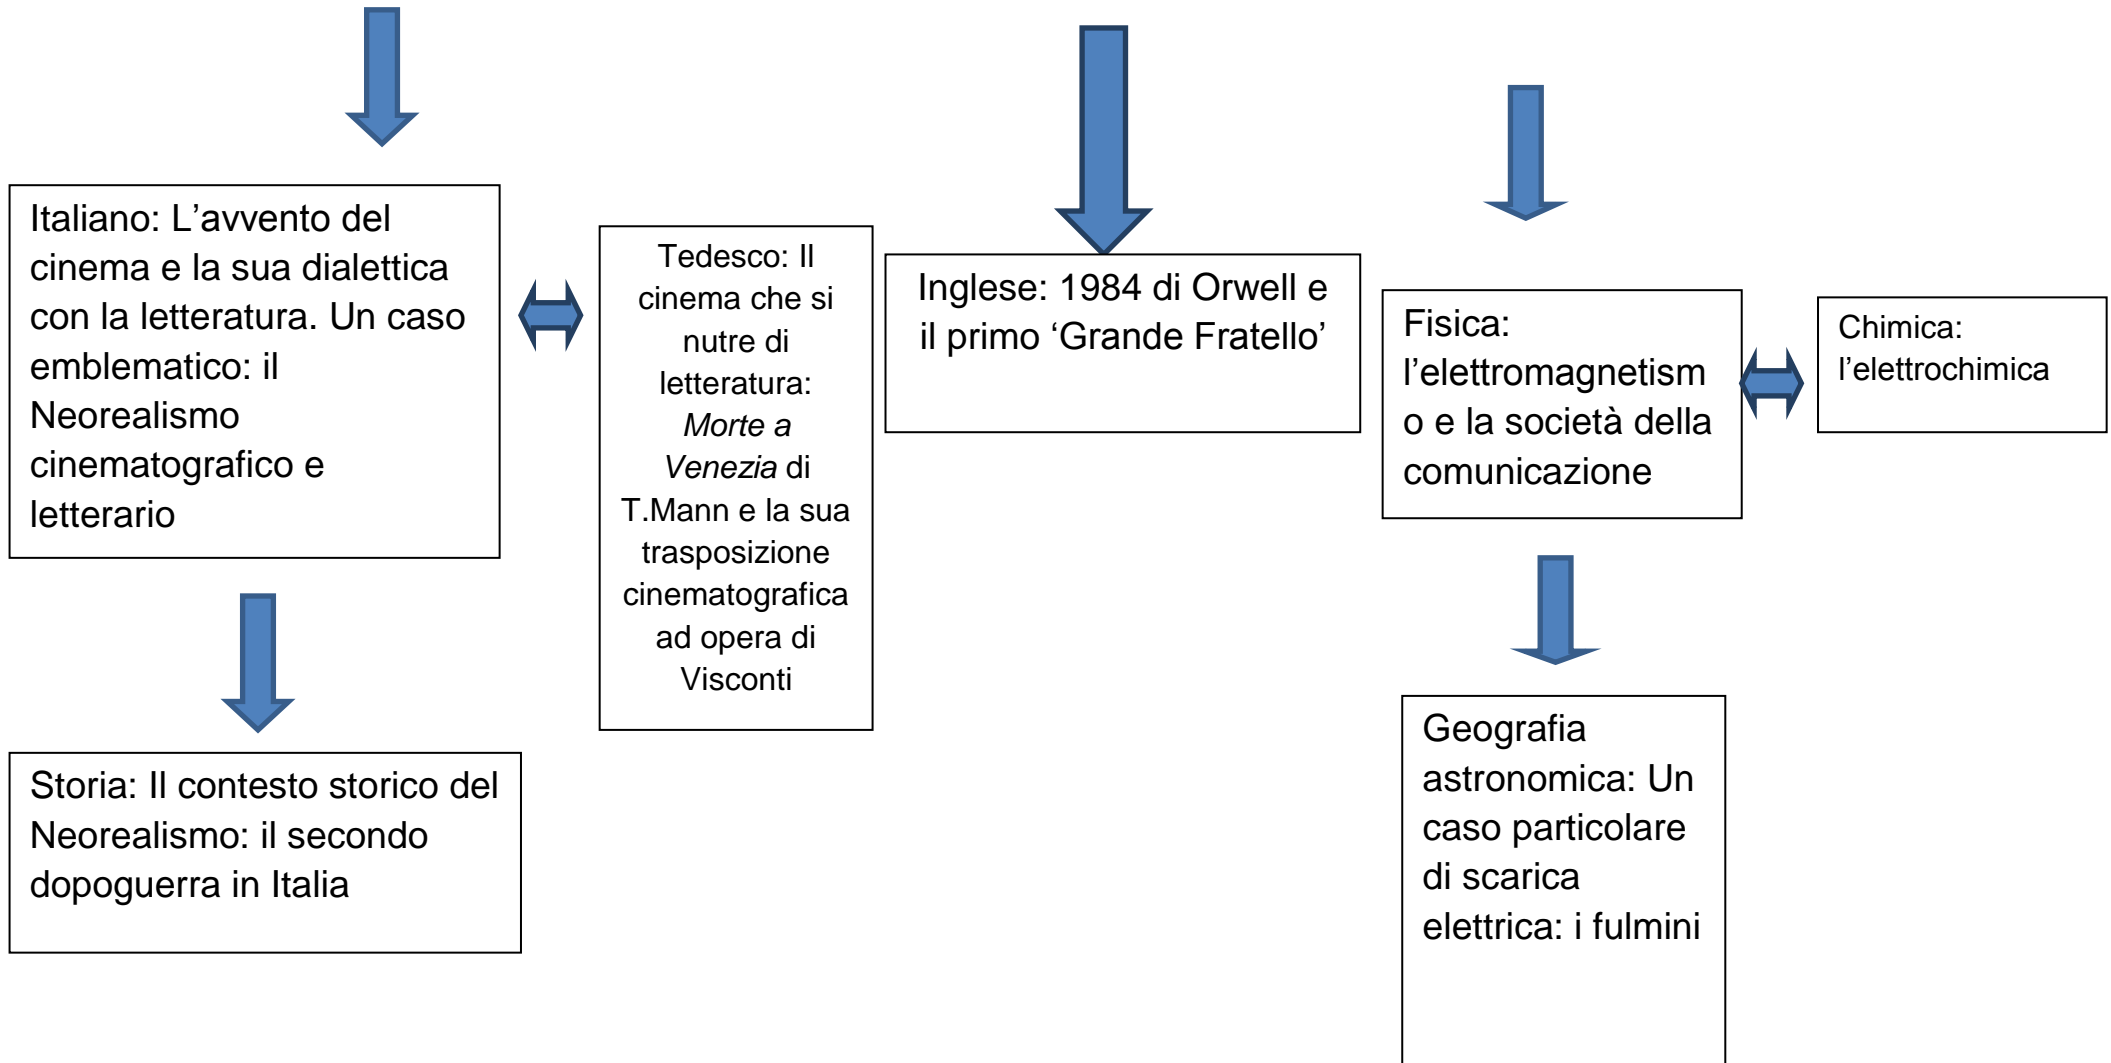 Italiano: L’avvento del
cinema e la sua dialettica
con la letteratura. Un caso
emblematico: il
Neorealismo
cinematografico e
letterario
Tedesco: Il
cinema che si
nutre di
letteratura:
Morte a
Venezia di
T.Mann e la sua
trasposizione
cinematografica
ad opera di
Visconti
Inglese: 1984 di Orwell e
il primo ‘Grande Fratello’
Fisica:
l’elettromagnetism
o e la società della
comunicazione
Chimica:
l’elettrochimica
Storia: Il contesto storico del
Neorealismo: il secondo
dopoguerra in Italia
Geografia
astronomica: Un
caso particolare
di scarica
elettrica: i fulmini